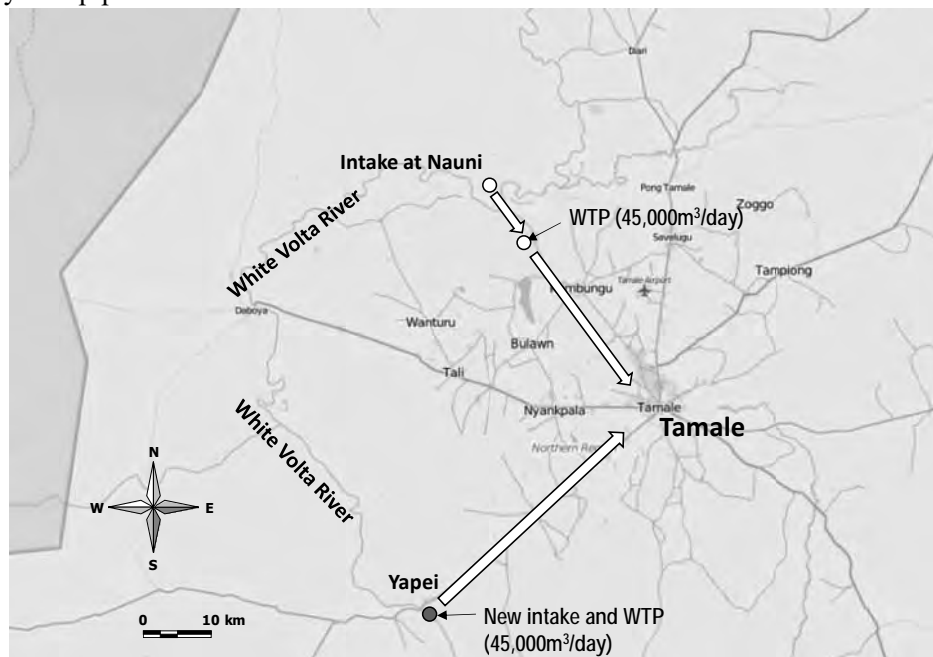 Diari
Intake at Nauni
Pong Tamale
Zoggo
WTP (45,000m³/day)
Savelugu
White Volta River
Tamale Airport
Tampiong
mbungu
Daboya
Wanturu
Bulawn
Tali
Nyankpala
Tamale
Tamale
White Volta River
Northern Re
N
W
E
S
Yapei
0 10 km
New intake and WTP
(45,000m³/day)